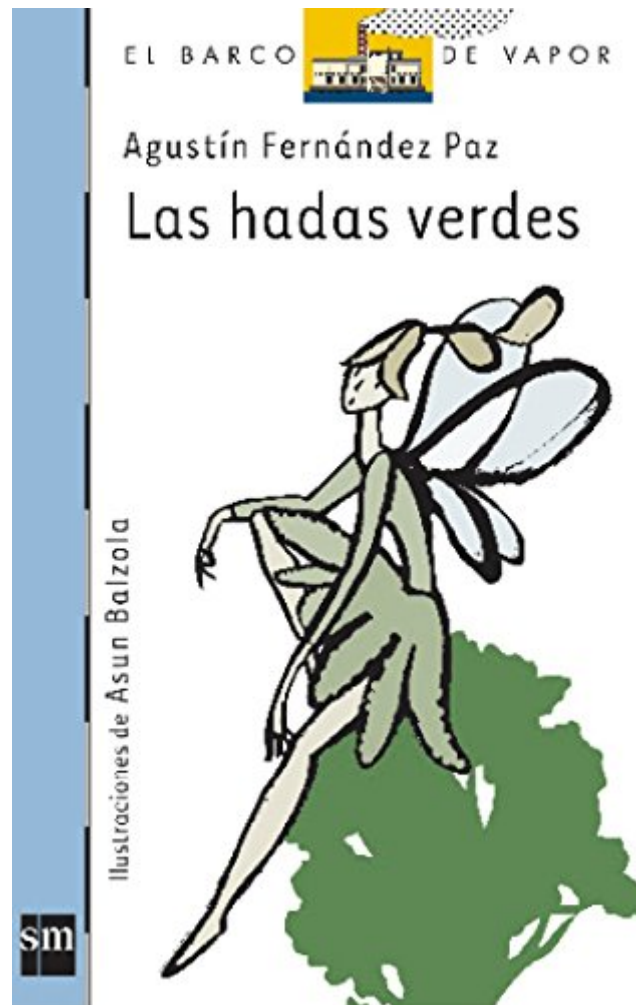 EL BARCO DE VAPOR
Agustín Fernández Paz
Las hadas verdes
Ilustraciones de Asun Balzola
sm